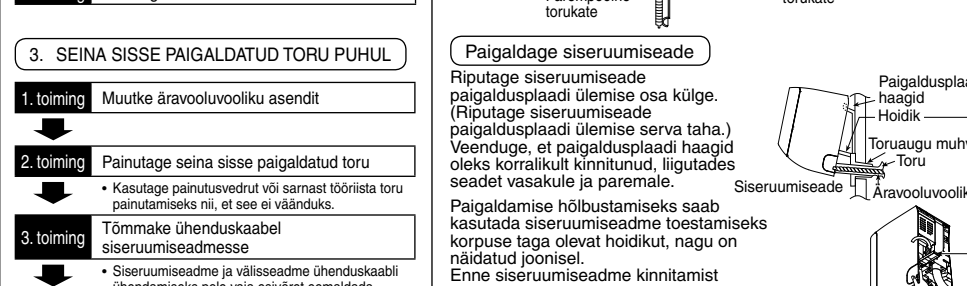 torukate
3. SEINA SISSE PAIGALDATUD TORU PUHUL
1. toiming Muutke äravooluvooliku asendit
2. toiming Painutage seina sisse paigaldatud toru
• Kasutage painutusvedrut või sarnast tööriista toru
painutamiseks nii, et see ei väänduks.
3. toiming Tõmmake ühenduskaabel
siseruumiseadmesse
• Siseruumiseadme ja välisseadme ühenduskaabli
torukate
Paigaldage siseruumiseade
Riputage siseruumiseade
paigaldusplaadi ülemise osa külge.
(Riputage siseruumiseade
paigaldusplaadi ülemise serva taha.)
Veenduge, et paigaldusplaadi haagid
oleks korralikult kinnitunud, liigutades
seadet vasakule ja paremale.
Paigaldamise hõlbustamiseks saab
kasutada siseruumiseadme toestamiseks
korpuse taga olevat hoidikut, nagu on
näidatud joonisel.
Enne siseruumiseadme kinnitamist
haagid
Hoidik
Toruaugu
Toru
Siseruumiseade
Äravooluvoolik